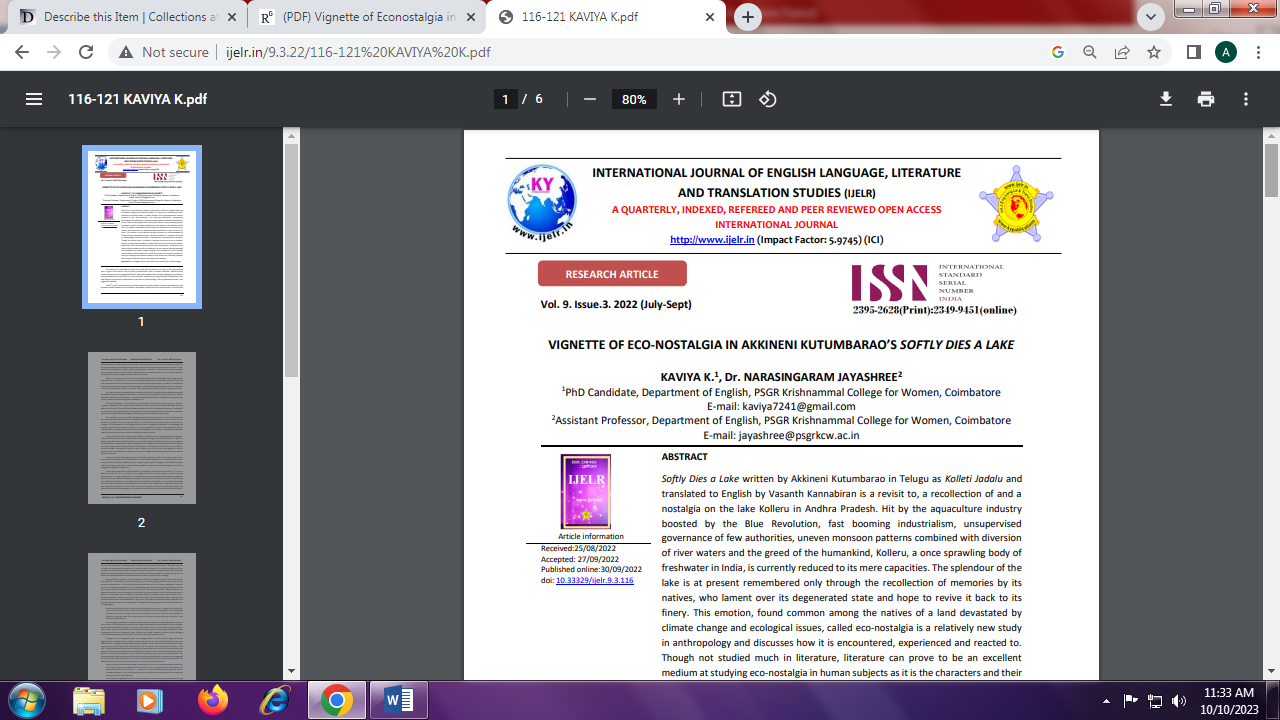 Describe this Item | Collections at
(PDF) Vignette of Econostalgia in
116-121 KAVIYA K.pdf
Not secure
ijelr.in/9.3.22/116-121%20KAVIYA%20K.pdf
A
116-121 KAVIYA K.pdf
1 / 6
80%
1
2
KY
www.ijelr.in
INTERNATIONAL JOURNAL OF ENGLISH LANGUAGE, LITERATURE
AND TRANSLATION STUDIES (IJELR)
A QUARTERLY, INDEXED, REFEREED AND PEER REVIEWED OPEN ACCESS
INTERNATIONAL JOURNAL
http://www.ijelr.in (Impact Factor: 5.9745) (ICI)
RESEARCH ARTICLE
Vol. 9. Issue.3. 2022 (July-Sept)
ISSN
INTERNATIONAL
STANDARD
SERIAL
NUMBER
INDIA
2395-2628(Print):2349-9451(online)
VIGNETTE OF ECO-NOSTALGIA IN AKKINENI KUTUMBARAO’S SOFTLY DIES A LAKE
KAVIYA K.1, Dr. NARASINGARAM JAYASHREE2
1PhD Candidate, Department of English, PSGR Krishnammal College for Women, Coimbatore
E-mail: kaviya7241@gmail.com
2Assistant Professor, Department of English, PSGR Krishnammal College for Women, Coimbatore
E-mail: jayashree@psgrkcw.ac.in
IJELR
Article information
Received:25/08/2022
Accepted: 27/09/2022
Published online:30/09/2022
doi: 10.33329/ijelr.9.3.116
ABSTRACT
Softly Dies a Lake written by Akkineni Kutumbarao in Telugu as Kolleti Jadalu and
translated to English by Vasanth Kannabiran is a revisit to, a recollection of and a
nostalgia on the lake Kolleru in Andhra Pradesh. Hit by the aquaculture industry
boosted by the Blue Revolution, fast booming industrialism, unsupervised
governance of few authorities, uneven monsoon patterns combined with diversion
of river waters and the greed of the humankind, Kolleru, a once sprawling body of
freshwater in India, is currently reduced to its mere capacities. The splendour of the
lake is at present remembered only through the recollection of memories by its
natives, who lament over its degenerated state and hope to revive it back to its
finery. This emotion, found common among the natives of a land devastated by
climate change and ecological issues, called eco-nostalgia is a relatively new study
in anthropology and discusses how it is encountered, experienced and reacted to.
Though not studied much in literature, literature can prove to be an excellent
medium at studying eco-nostalgia in human subjects as it is the characters and their
11:33 AM
10/10/2023